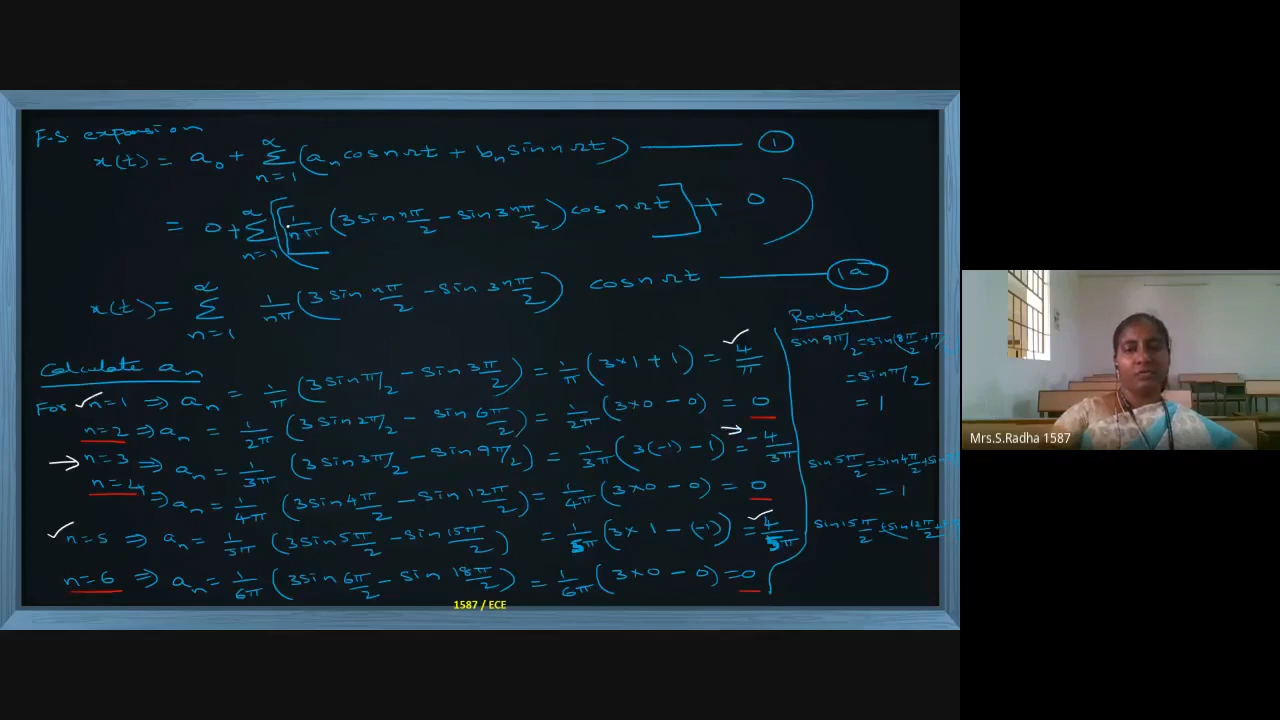 F.S. expansion
x(t) = a₀ + ∑_{n=1}^{∝} (aₙ cos nΩt + bₙ sin nΩt) ——— ①
= 0 + ∑_{n=1}^{∝} ([1/nπ (3 sin nπ/2 − sin 3nπ/2) cos nΩt] + 0)
x(t) = ∑_{n=1}^{∝} 1/nπ (3 sin nπ/2 − sin 3nπ/2) cos nΩt ——— (1a)
Calculate aₙ
For n=1 ⇒ aₙ = 1/π (3 sin π/2 − sin 3π/2) = 1/π (3×1 + 1) = 4/π
n=2 ⇒ aₙ = 1/2π (3 sin 2π/2 − sin 6π/2) = 1/2π (3×0 − 0) = 0
n=3 ⇒ aₙ = 1/3π (3 sin 3π/2 − sin 9π/2) = 1/3π (3(−1) − 1) = −4/3π
n=4 ⇒ aₙ = 1/4π (3 sin 4π/2 − sin 12π/2) = 1/4π (3×0 − 0) = 0
n=5 ⇒ aₙ = 1/5π (3 sin 5π/2 − sin 15π/2) = 1/5π (3×1 − (−1)) = 4/5π
n=6 ⇒ aₙ = 1/6π (3 sin 6π/2 − sin 18π/2) = 1/6π (3×0 − 0) = 0
Rough
sin 9π/2 = sin(8π/2 + π/
= sin π/2
= 1
sin 5π/2 = sin 4π/2 + sin
= 1
sin 15π/2 = sin(12π/2 +
1587 / ECE
Mrs.S.Radha 1587